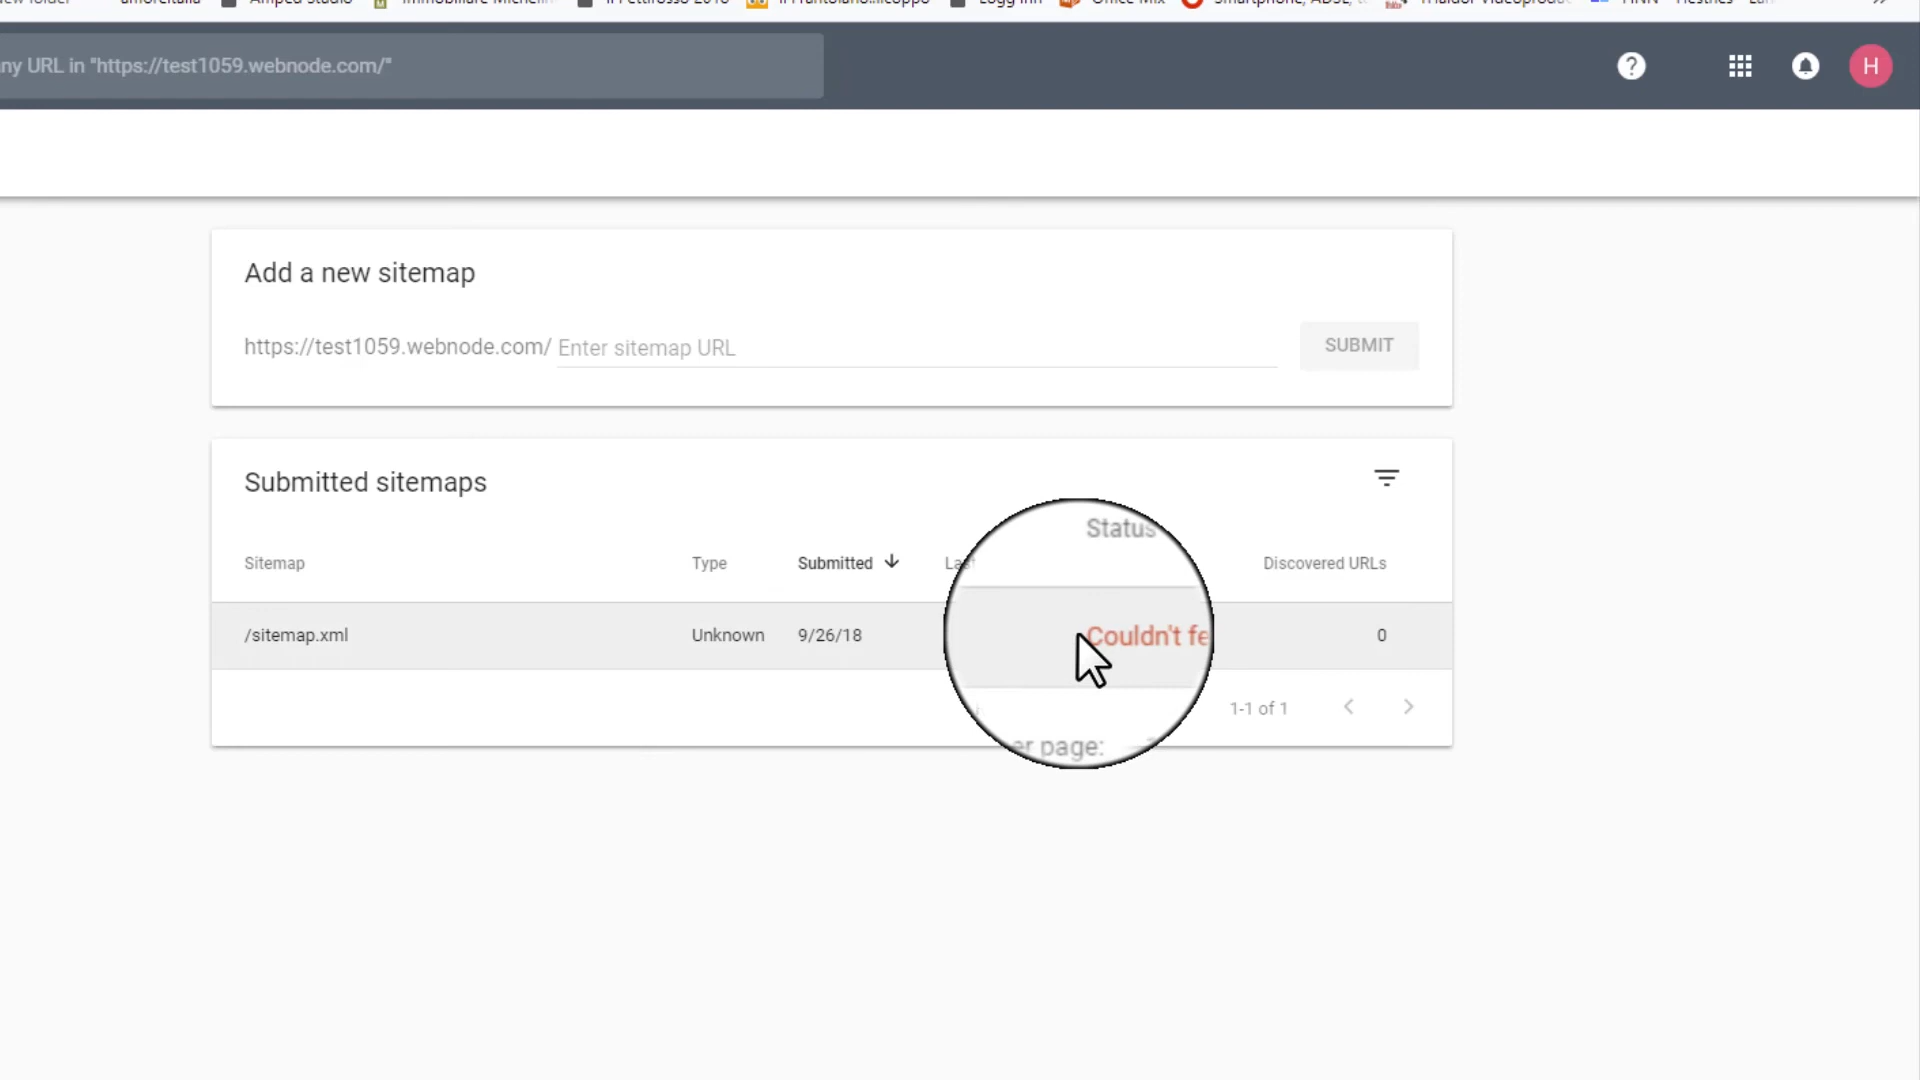 ny URL in "https://test1059.webnode.com/"
H
Add a new sitemap
https://test1059.webnode.com/ Enter sitemap URL
SUBMIT
Submitted sitemaps
Sitemap Type Submitted Status Discovered URLs
/sitemap.xml Unknown 9/26/18 Couldn't fe 0
er page: 1-1 of 1